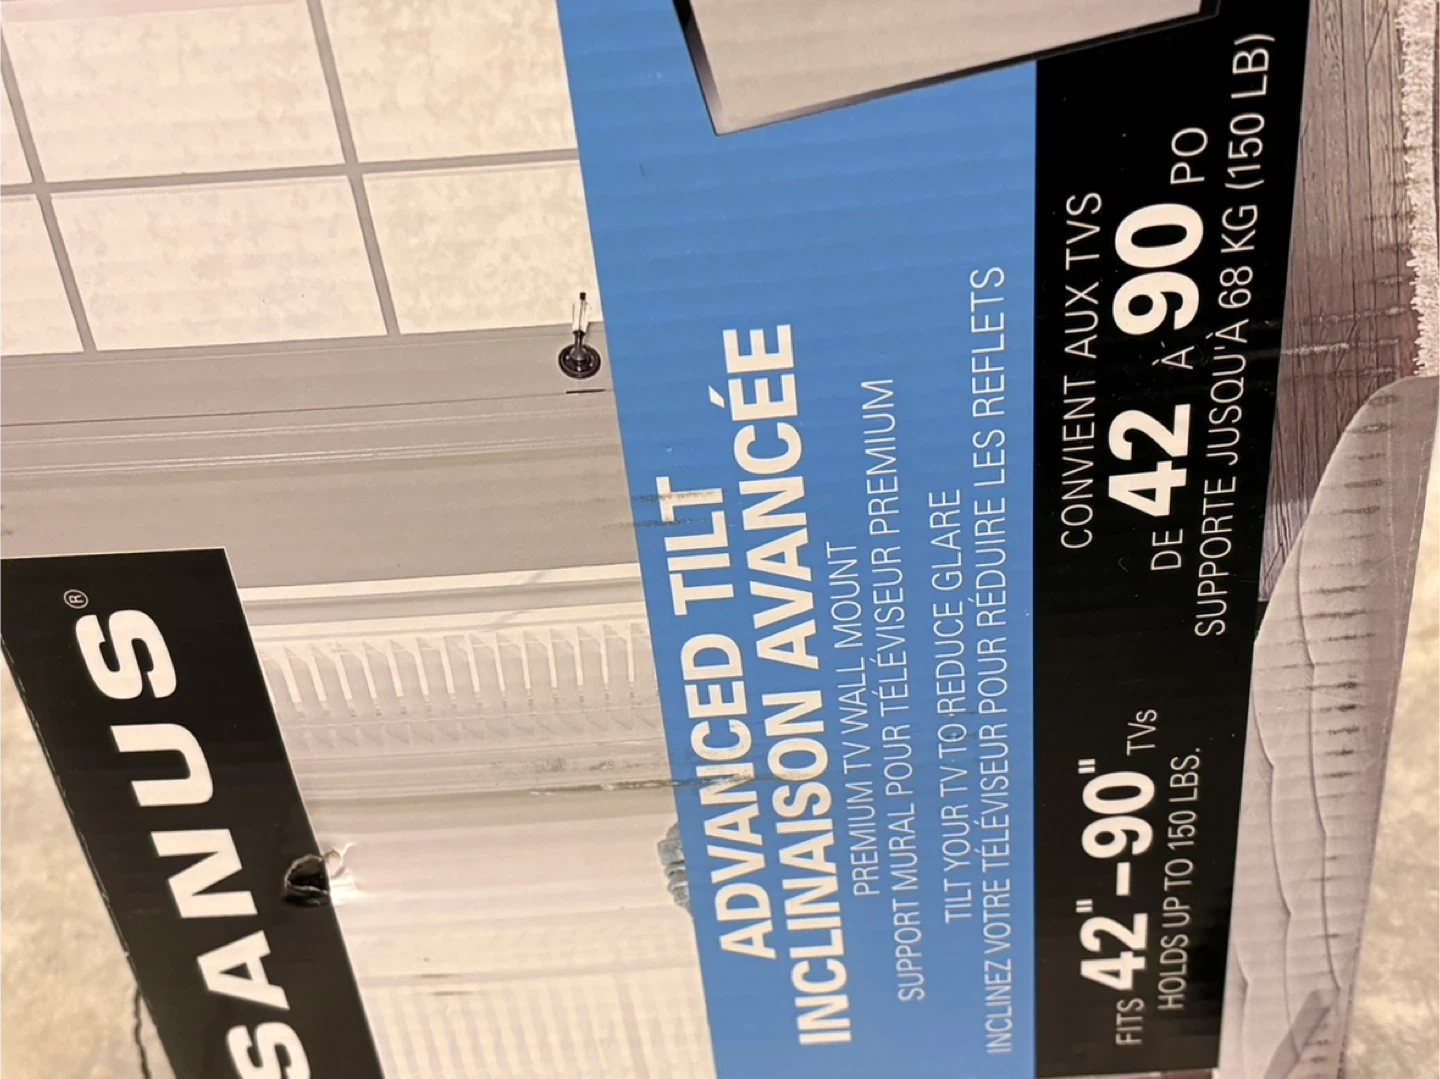 SANUS®
ADVANCED TILT
INCLINAISON AVANCÉE
PREMIUM TV WALL MOUNT
SUPPORT MURAL POUR TÉLÉVISEUR PREMIUM
TILT YOUR TV TO REDUCE GLARE
INCLINEZ VOTRE TÉLÉVISEUR POUR RÉDUIRE LES REFLETS
FITS 42"–90" TVs
HOLDS UP TO 150 LBS.
CONVIENT AUX TVS
DE 42 À 90 PO
SUPPORTE JUSQU'À 68 KG (150 LB)